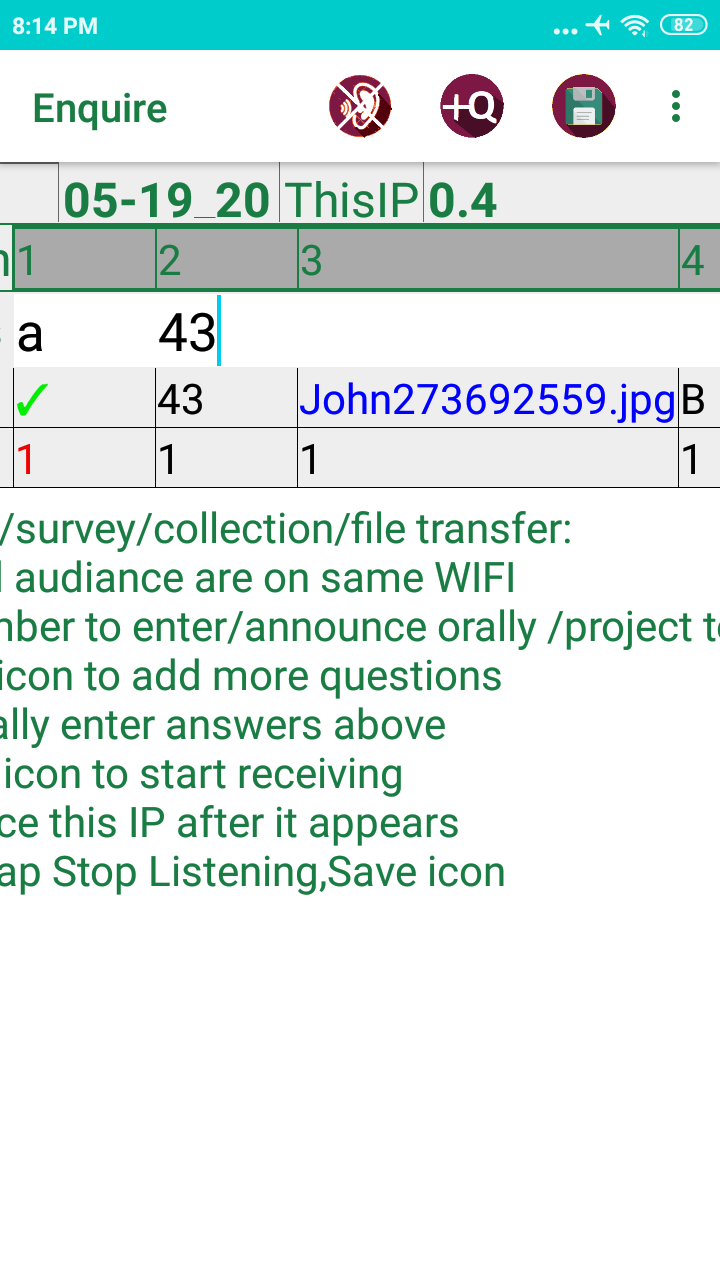 8:14 PM ... 82
Enquire +Q
05-19_20 ThisIP 0.4
1 2 3 4
a 43
✓ 43 John273692559.jpg B
1 1 1 1
/survey/collection/file transfer:
audiance are on same WIFI
mber to enter/announce orally /project to
icon to add more questions
ally enter answers above
icon to start receiving
ce this IP after it appears
ap Stop Listening,Save icon